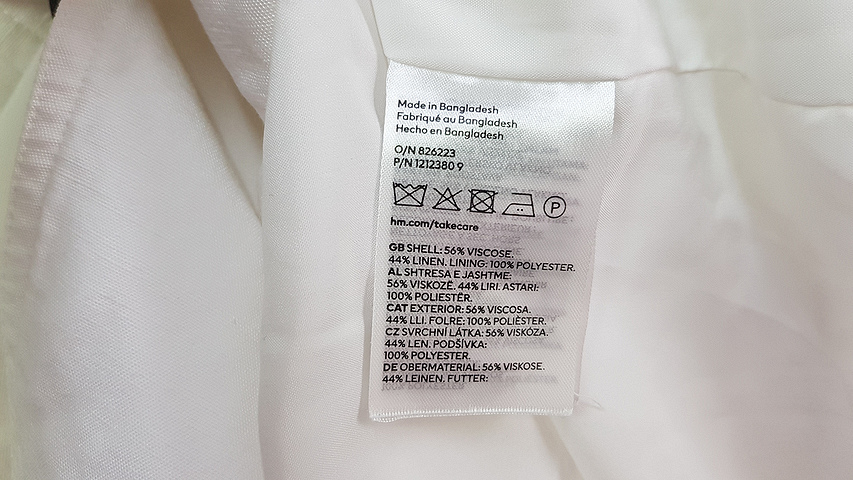 Made in Bangladesh
Fabriqué au Bangladesh
Hecho en Bangladesh
O/N 826223
P/N 1212380 9
P
hm.com/takecare
GB SHELL: 56% VISCOSE.
44% LINEN. LINING: 100% POLYESTER.
AL SHTRESA E JASHTME:
56% VISKOZË. 44% LIRI. ASTARI:
100% POLIESTËR.
CAT EXTERIOR: 56% VISCOSA.
44% LLI. FOLRE: 100% POLIÈSTER.
CZ SVRCHNÍ LÁTKA: 56% VISKÓZA.
44% LEN. PODŠÍVKA:
100% POLYESTER.
DE OBERMATERIAL: 56% VISKOSE.
44% LEINEN. FUTTER: